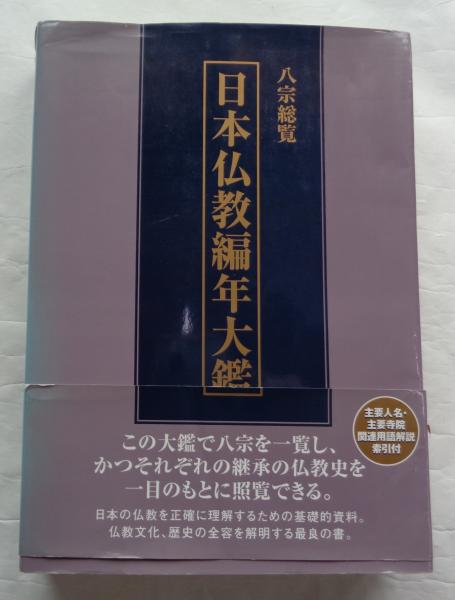 八宗総覧
日本仏教編年大鑑
主要人名・
主要寺院
関連用語解説
索引付
この大鑑で八宗を一覧し、
かつそれぞれの継承の仏教史を
一目のもとに照覧できる。
日本の仏教を正確に理解するための基礎的資料。
仏教文化、歴史の全容を解明する最良の書。